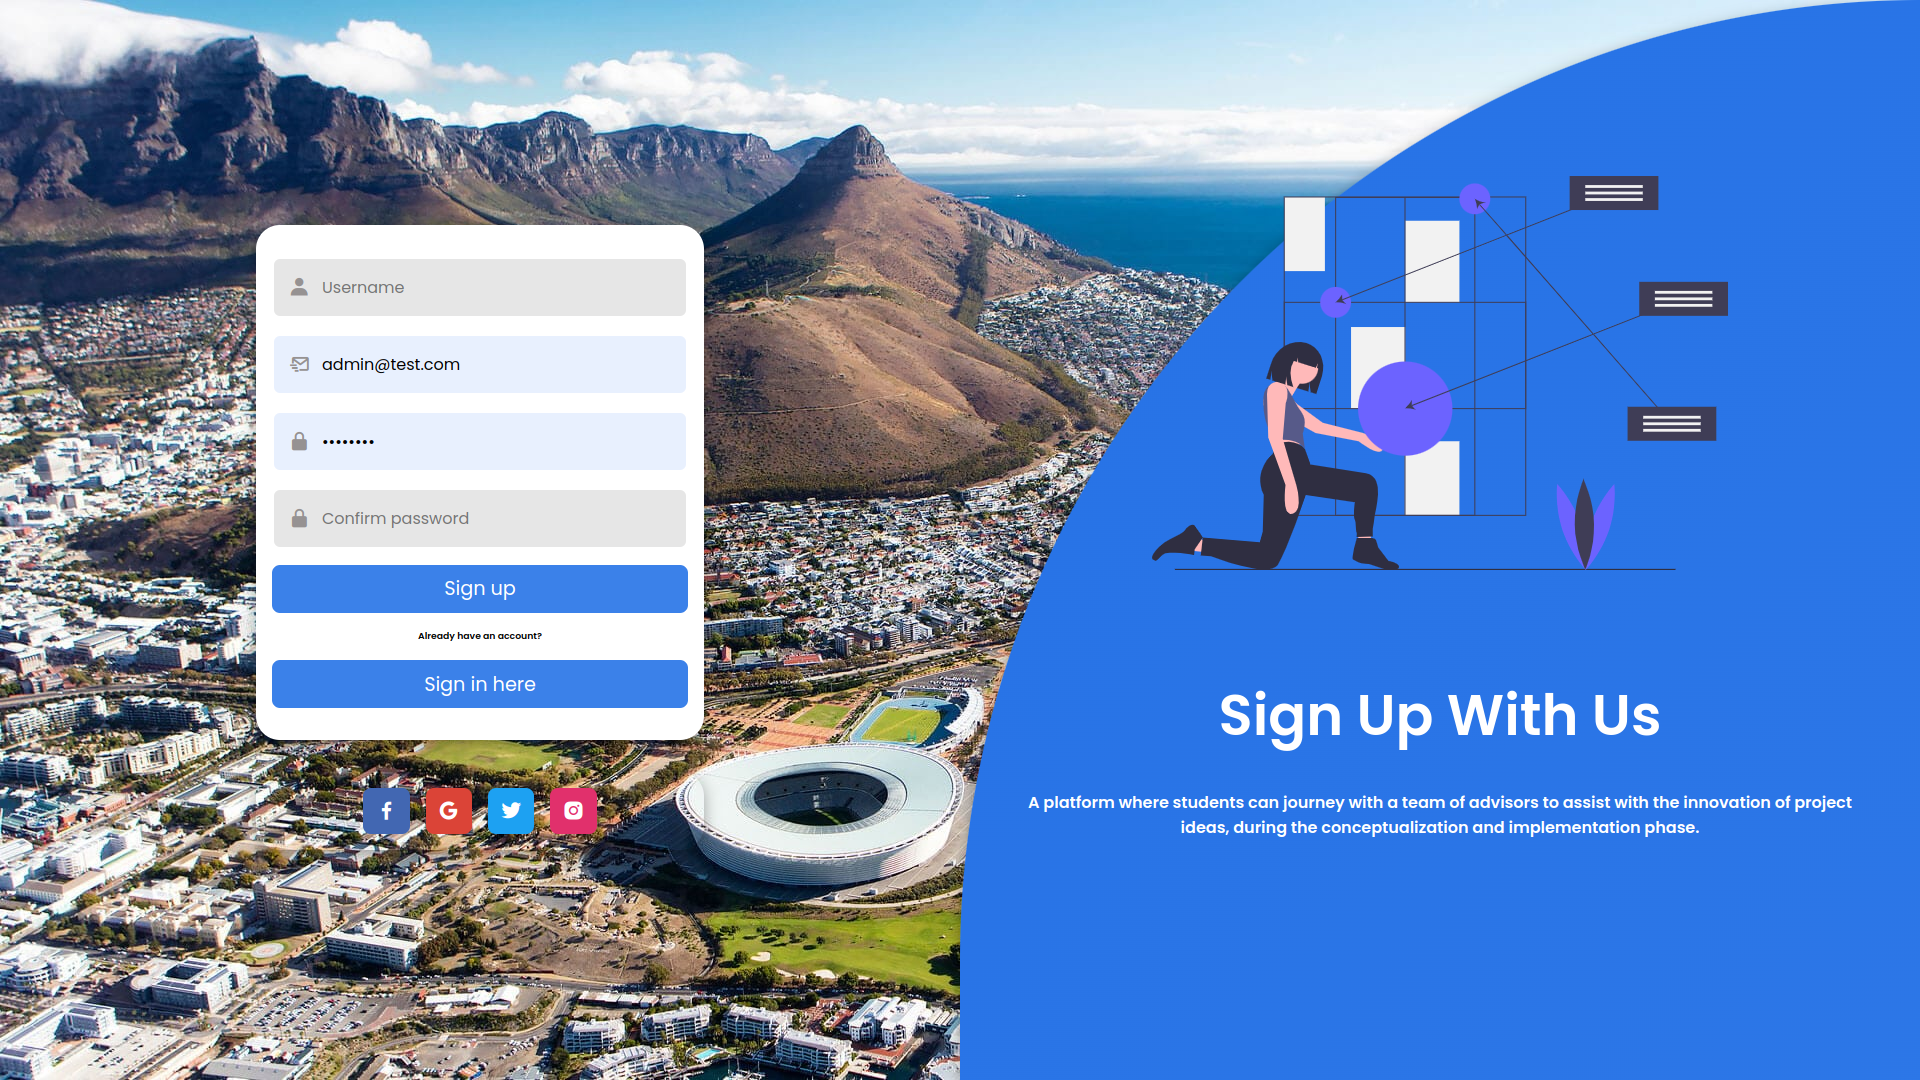 Username
admin@test.com
••••••••
Confirm password
Sign up
Already have an account?
Sign in here
Sign Up With Us
A platform where students can journey with a team of advisors to assist with the innovation of project
ideas, during the conceptualization and implementation phase.